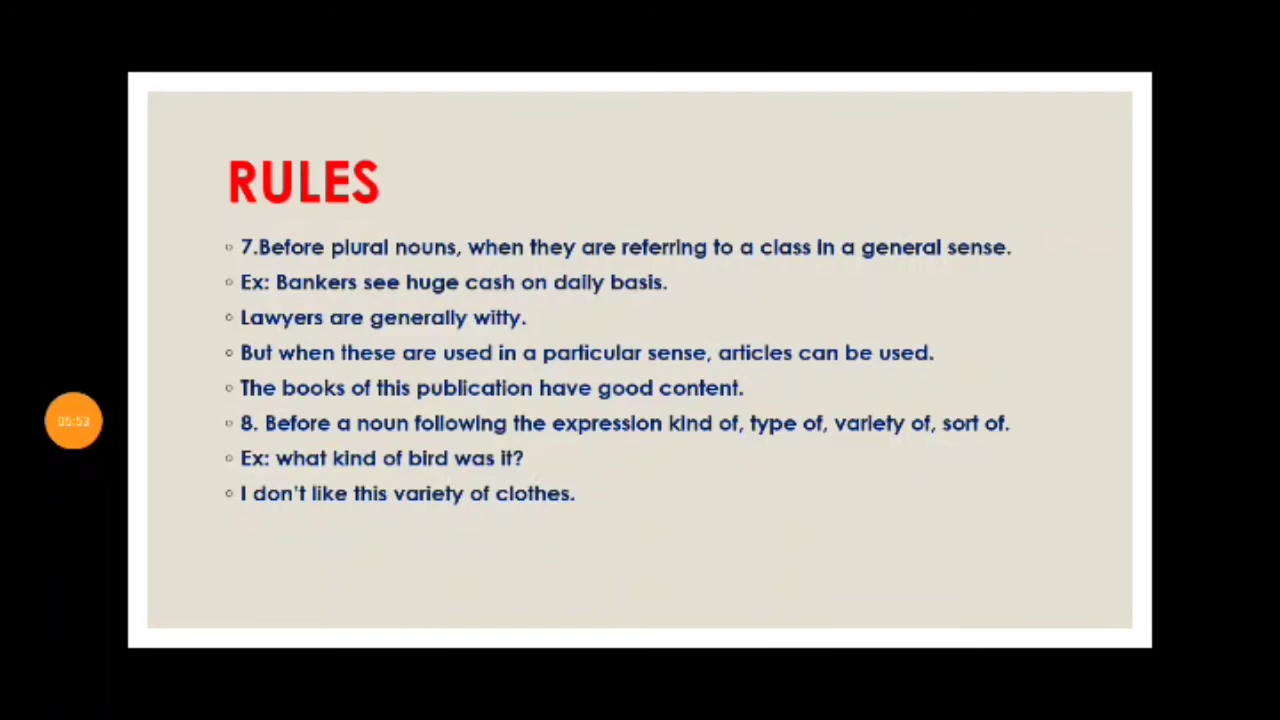 RULES
7.Before plural nouns, when they are referring to a class in a general sense.
Ex: Bankers see huge cash on daily basis.
Lawyers are generally witty.
But when these are used in a particular sense, articles can be used.
The books of this publication have good content.
8. Before a noun following the expression kind of, type of, variety of, sort of.
Ex: what kind of bird was it?
I don't like this variety of clothes.
05:53